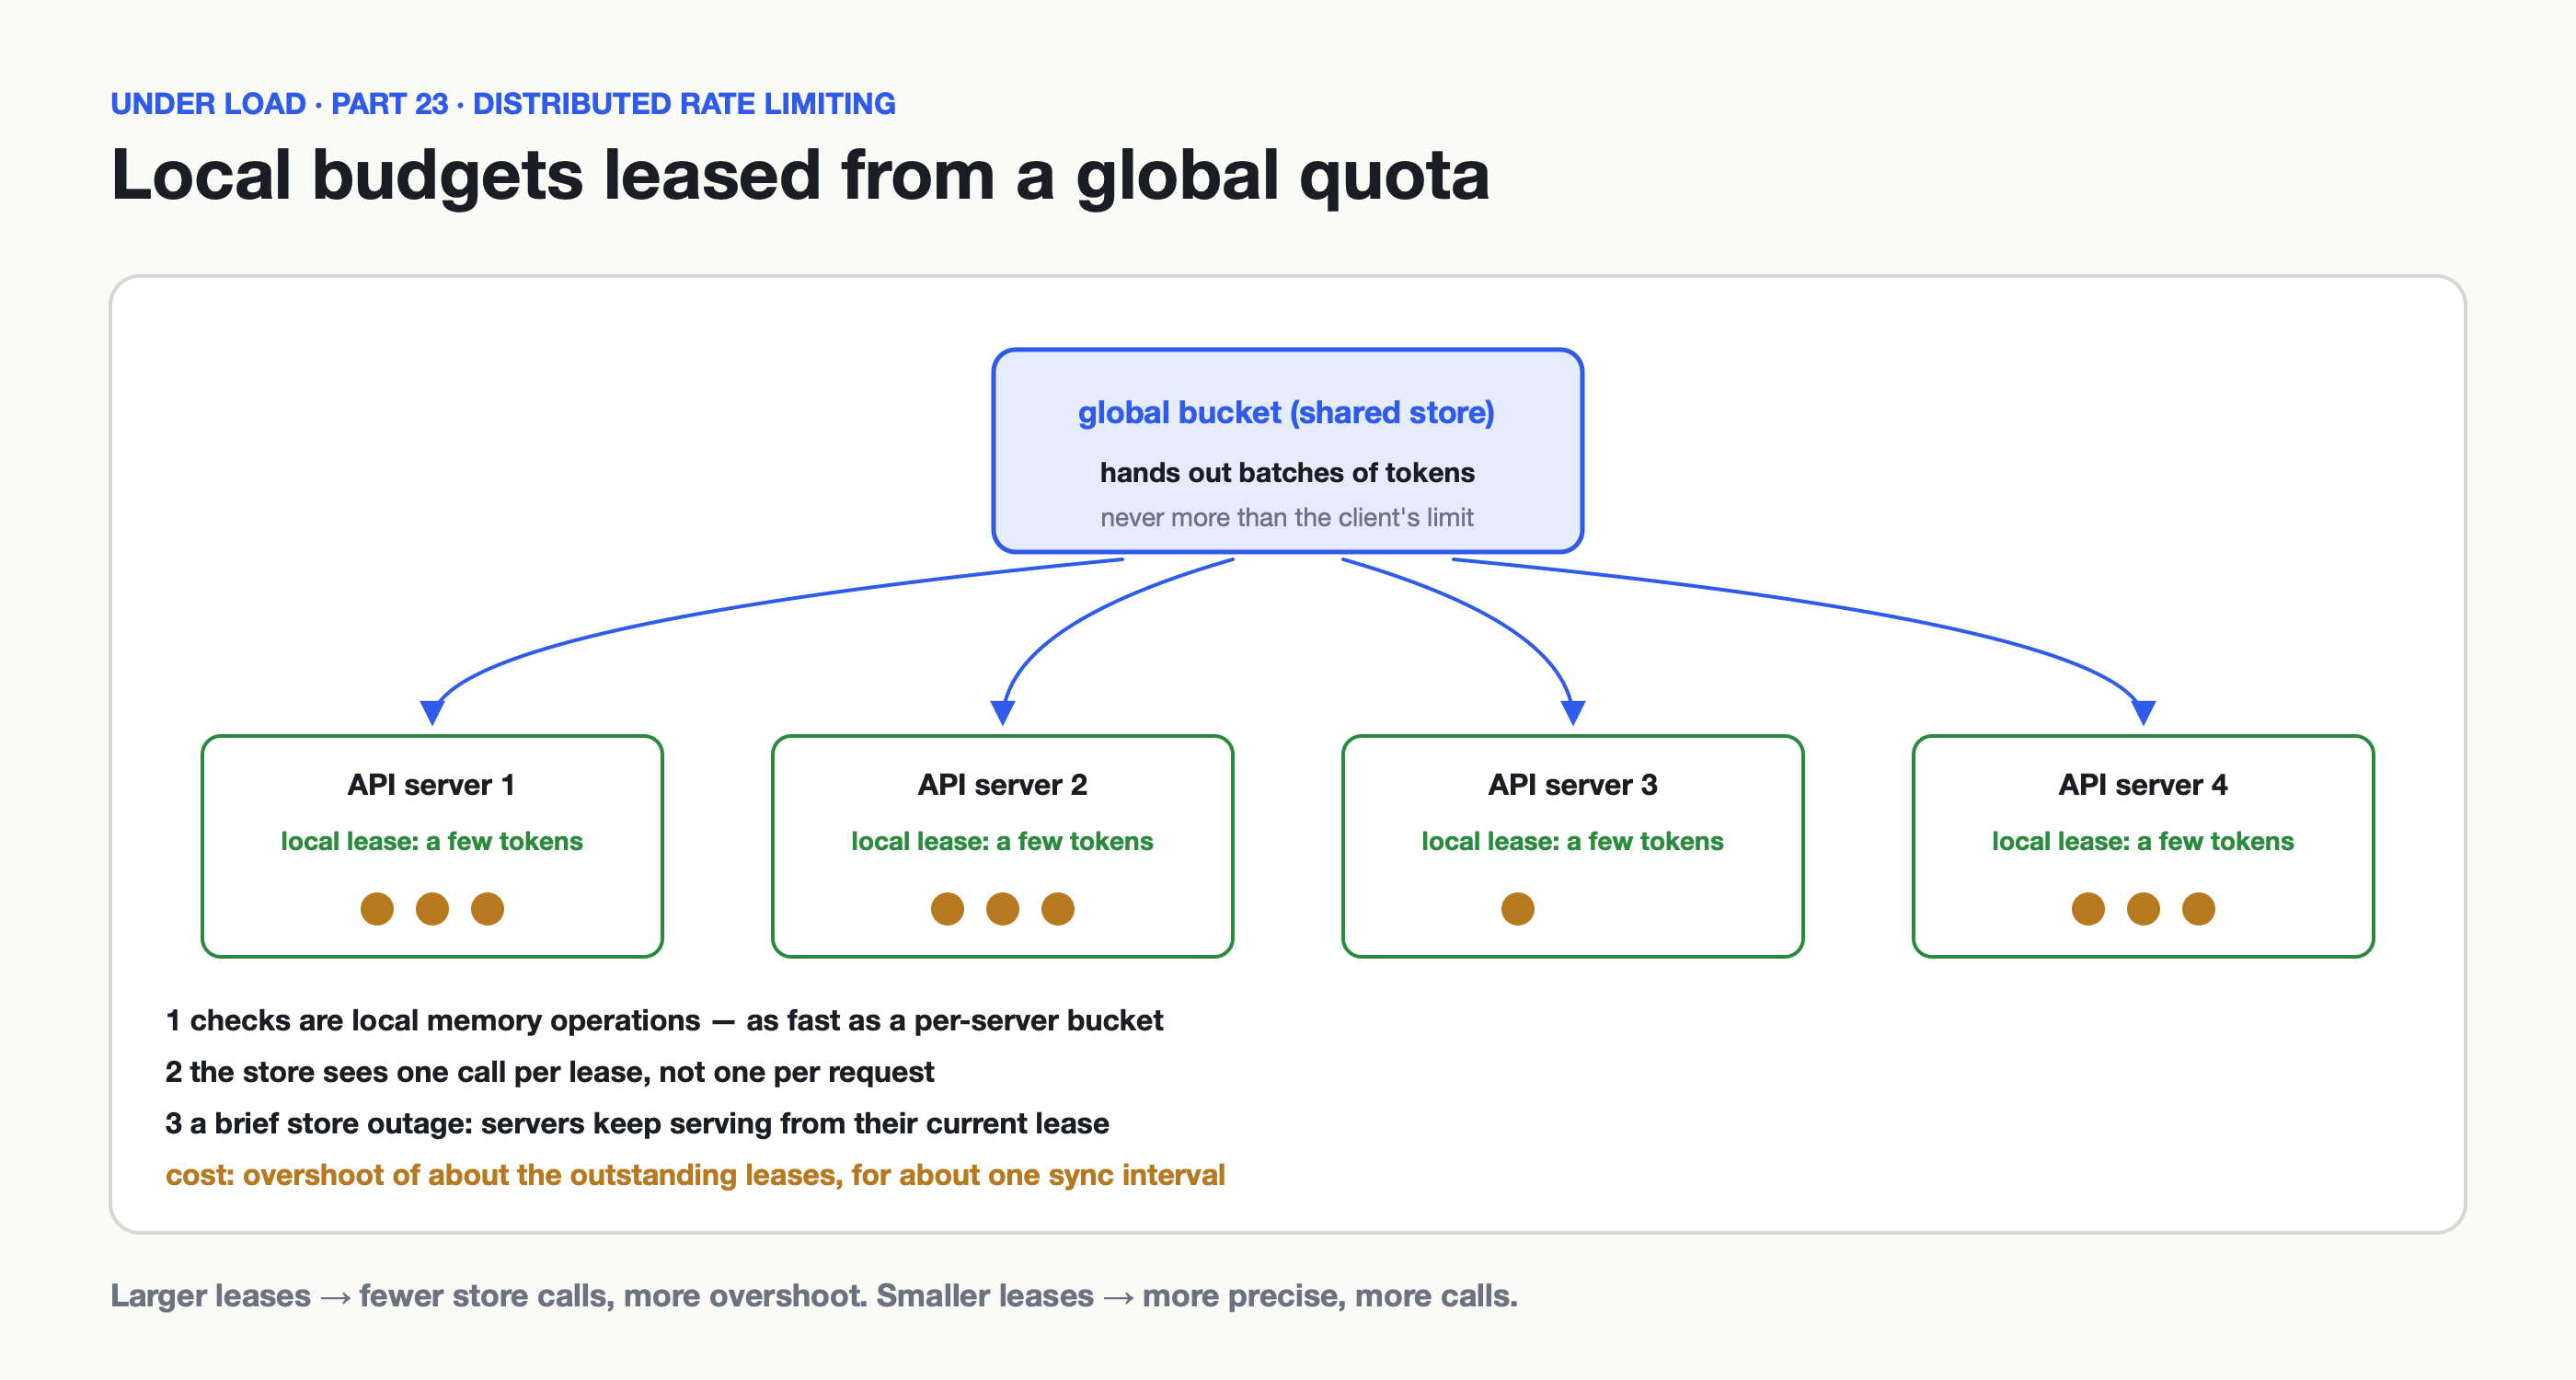 UNDER LOAD · PART 23 · DISTRIBUTED RATE LIMITING
Local budgets leased from a global quota
global bucket (shared store)
hands out batches of tokens
never more than the client's limit
API server 1
local lease: a few tokens
API server 2
local lease: a few tokens
API server 3
local lease: a few tokens
API server 4
local lease: a few tokens
1 checks are local memory operations — as fast as a per-server bucket
2 the store sees one call per lease, not one per request
3 a brief store outage: servers keep serving from their current lease
cost: overshoot of about the outstanding leases, for about one sync interval
Larger leases → fewer store calls, more overshoot. Smaller leases → more precise, more calls.